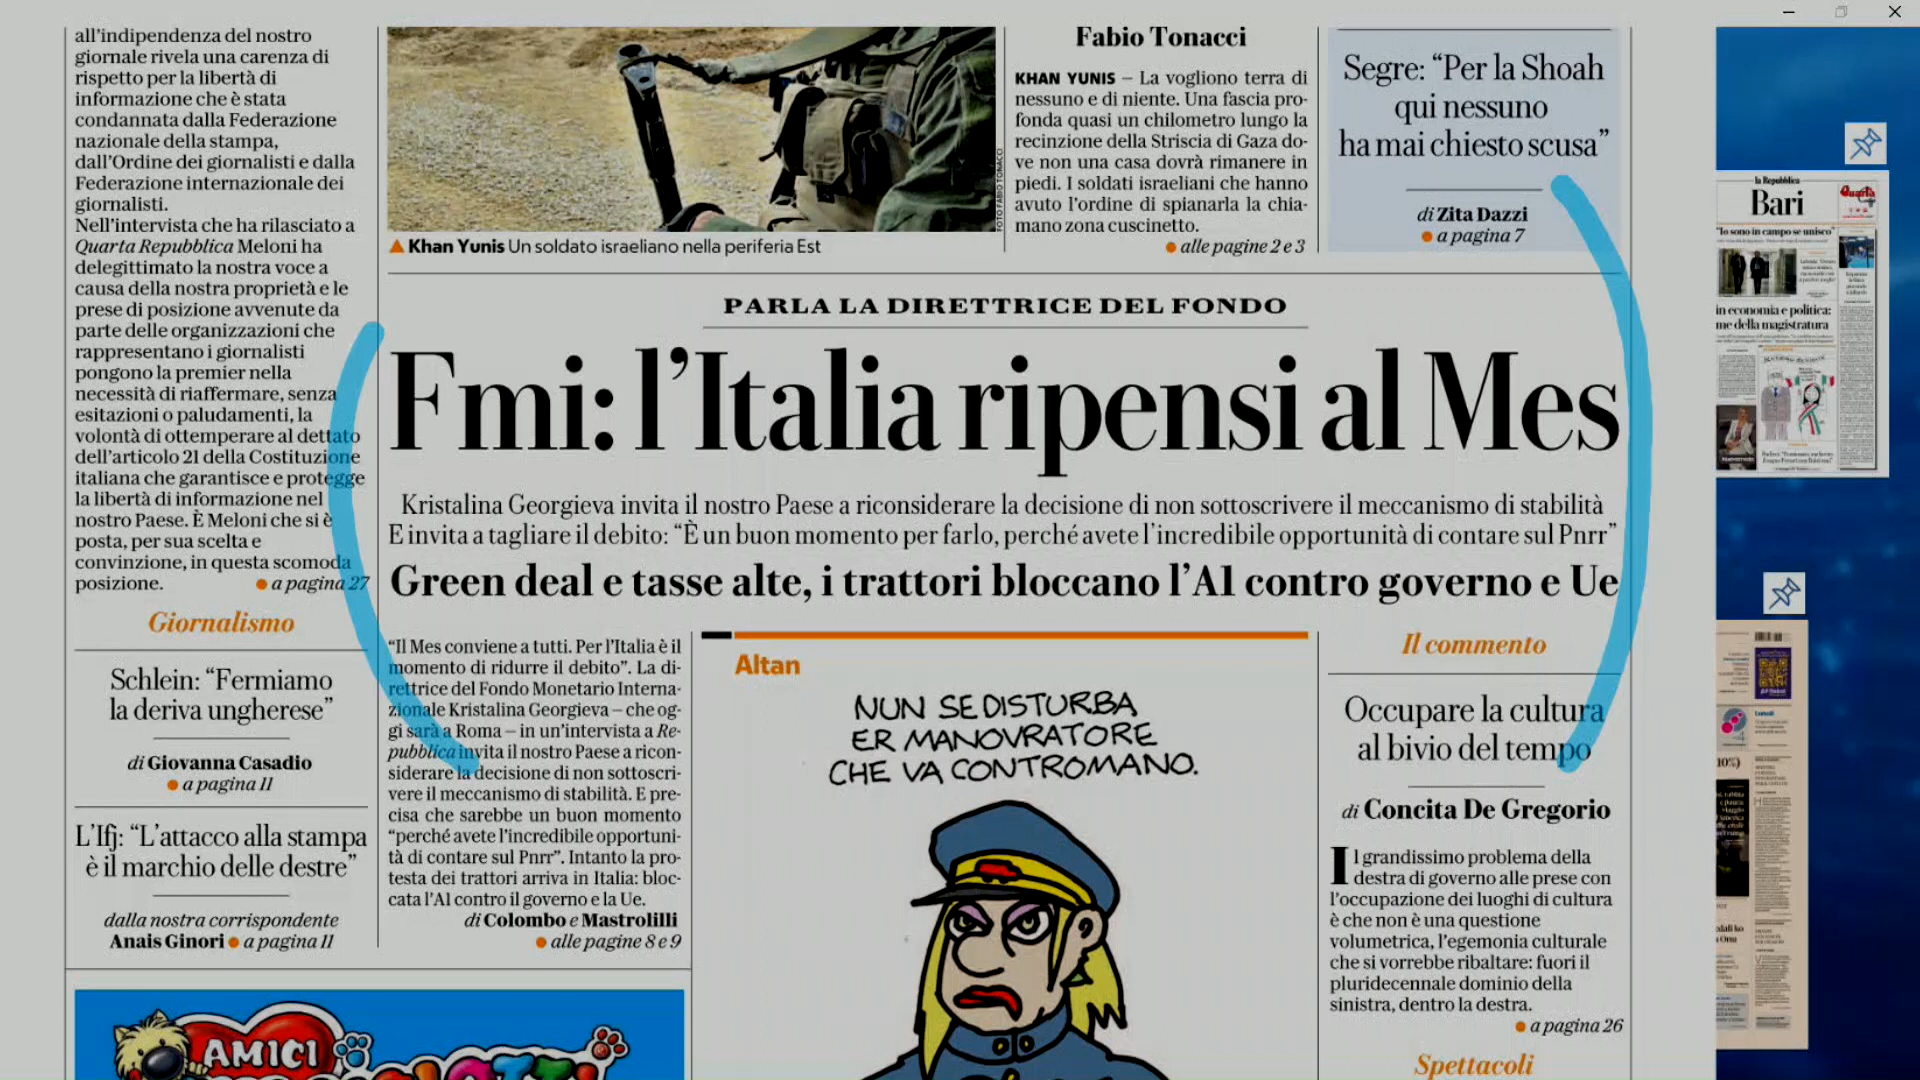 all'indipendenza del nostro
giornale rivela una carenza di
rispetto per la libertà di
informazione che è stata
condannata dalla Federazione
nazionale della stampa,
dall'Ordine dei giornalisti e dalla
Federazione internazionale dei
giornalisti.
Nell'intervista che ha rilasciato a
Quarta Repubblica Meloni ha
delegittimato la nostra voce a
causa della nostra proprietà e le
prese di posizione avvenute da
parte delle organizzazioni che
rappresentano i giornalisti
pongono la premier nella
necessità di riaffermare, senza
esitazioni o paludamenti, la
volontà di ottemperare al dettato
dell'articolo 21 della Costituzione
italiana che garantisce e protegge
la libertà di informazione nel
nostro Paese. È Meloni che si è
posta, per sua scelta e
convinzione, in questa scomoda
posizione. a pagina 27
Giornalismo
Schlein: “Fermiamo
la deriva ungherese”
di Giovanna Casadio
a pagina 11
L'Ifj: “L'attacco alla stampa
è il marchio delle destre”
dalla nostra corrispondente
Anais Ginori a pagina 11
AMICI
FOTO FABIO TONACCI
Khan Yunis Un soldato israeliano nella periferia Est
Fabio Tonacci
KHAN YUNIS – La vogliono terra di
nessuno e di niente. Una fascia pro-
fonda quasi un chilometro lungo la
recinzione della Striscia di Gaza do-
ve non una casa dovrà rimanere in
piedi. I soldati israeliani che hanno
avuto l'ordine di spianarla la chia-
mano zona cuscinetto.
alle pagine 2 e 3
Segre: “Per la Shoah
qui nessuno
ha mai chiesto scusa”
di Zita Dazzi
a pagina 7
PARLA LA DIRETTRICE DEL FONDO
Fmi: l'Italia ripensi al Mes
Kristalina Georgieva invita il nostro Paese a riconsiderare la decisione di non sottoscrivere il meccanismo di stabilità
E invita a tagliare il debito: “È un buon momento per farlo, perché avete l'incredibile opportunità di contare sul Pnrr”
Green deal e tasse alte, i trattori bloccano l'A1 contro governo e Ue
“Il Mes conviene a tutti. Per l'Italia è il
momento di ridurre il debito”. La di-
rettrice del Fondo Monetario Interna-
zionale Kristalina Georgieva – che og-
gi sarà a Roma – in un'intervista a Re-
pubblica invita il nostro Paese a ricon-
siderare la decisione di non sottoscri-
vere il meccanismo di stabilità. E pre-
cisa che sarebbe un buon momento
“perché avete l'incredibile opportuni-
tà di contare sul Pnrr”. Intanto la pro-
testa dei trattori arriva in Italia: bloc-
cata l'A1 contro il governo e la Ue.
di Colombo e Mastrolilli
alle pagine 8 e 9
Altan
NUN SE DISTURBA
ER MANOVRATORE
CHE VA CONTROMANO.
Il commento
Occupare la cultura
al bivio del tempo
di Concita De Gregorio
Il grandissimo problema della
destra di governo alle prese con
l'occupazione dei luoghi di cultura
è che non è una questione
volumetrica, l'egemonia culturale
che si vorrebbe ribaltare: fuori il
pluridecennale dominio della
sinistra, dentro la destra.
a pagina 26
Spettacoli
la Repubblica
Bari
“Io sono in campo se unisco”
in economia e politica:
me della magistratura
10%)